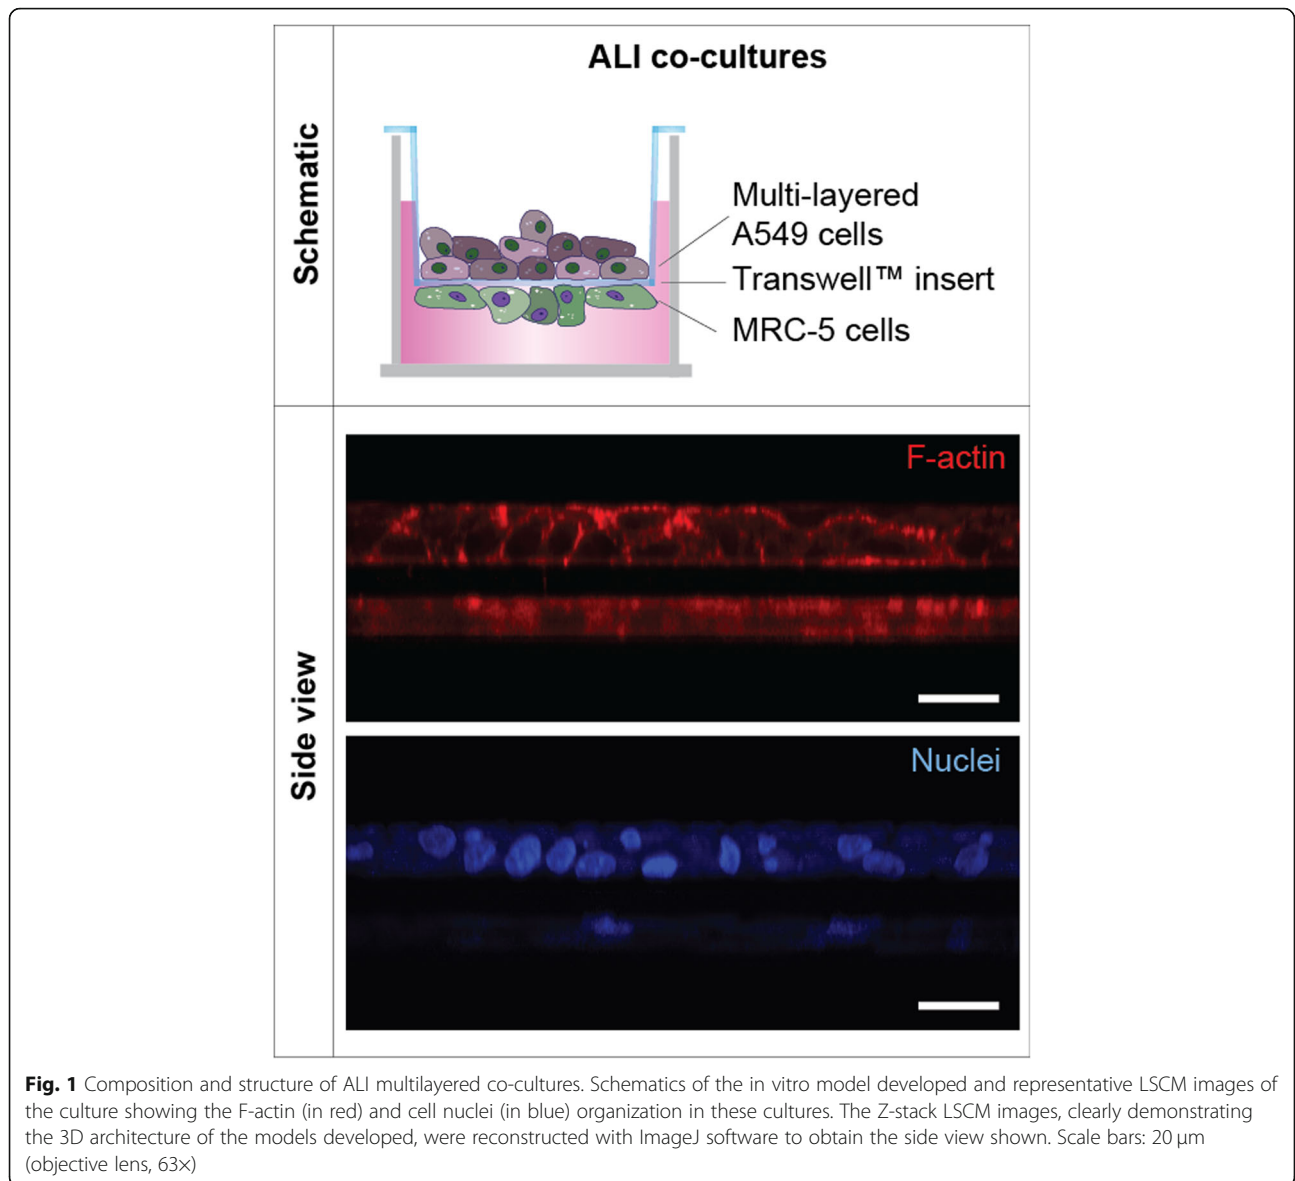 ALI co-cultures
Schematic
Multi-layered
A549 cells
Transwell™ insert
MRC-5 cells
Side view
F-actin
Nuclei
Fig. 1 Composition and structure of ALI multilayered co-cultures. Schematics of the in vitro model developed and representative LSCM images of
the culture showing the F-actin (in red) and cell nuclei (in blue) organization in these cultures. The Z-stack LSCM images, clearly demonstrating
the 3D architecture of the models developed, were reconstructed with ImageJ software to obtain the side view shown. Scale bars: 20 μm
(objective lens, 63×)